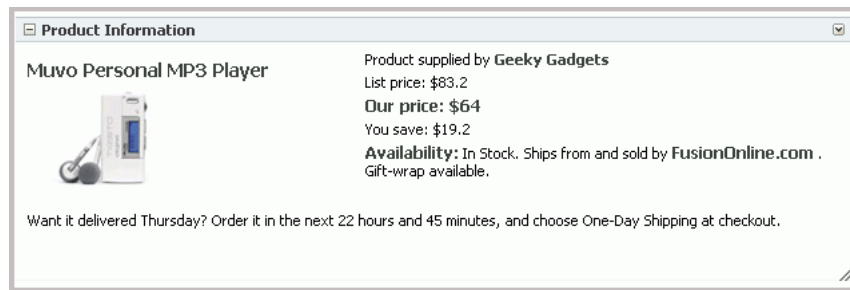 Product Information
Muvo Personal MP3 Player
Product supplied by Geeky Gadgets
List price: $83.2
Our price: $64
You save: $19.2
Availability: In Stock. Ships from and sold by FusionOnline.com .
Gift-wrap available.
Want it delivered Thursday? Order it in the next 22 hours and 45 minutes, and choose One-Day Shipping at checkout.